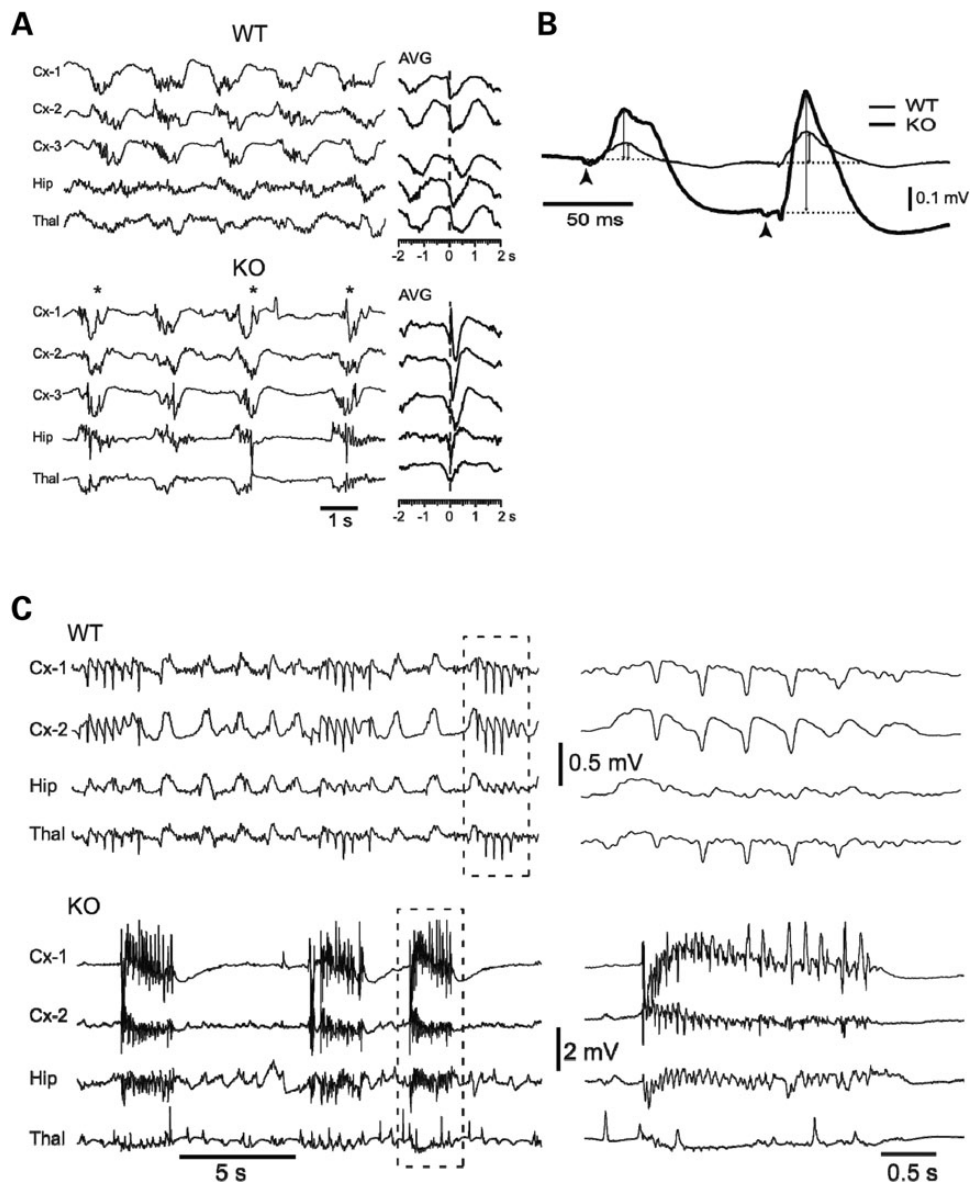 A
WT
Cx-1
Cx-2
Cx-3
Hip
Thal
AVG
-2 -1 0 1 2 s
KO
* * *
Cx-1
Cx-2
Cx-3
Hip
Thal
AVG
-2 -1 0 1 2 s
1 s
B
WT
KO
50 ms
0.1 mV
C
WT
Cx-1
Cx-2
Hip
Thal
0.5 mV
KO
Cx-1
Cx-2
Hip
Thal
2 mV
5 s
0.5 s